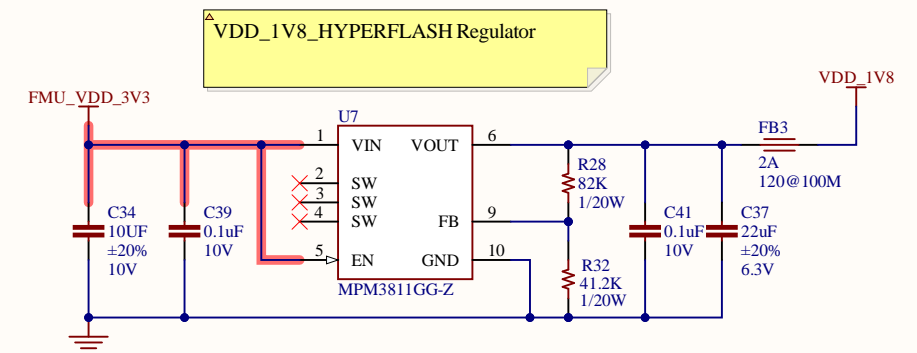 VDD_1V8_HYPERFLASH Regulator
VDD_1V8
FMU_VDD_3V3
U7
1
VIN
VOUT
6
FB3
2A
120@100M
2
SW
3
SW
4
SW
FB
9
R28
82K
1/20W
C34
10UF
±20%
10V
C39
0.1uF
10V
C41
0.1uF
10V
C37
22uF
±20%
6.3V
5
EN
GND
10
MPM3811GG-Z
R32
41.2K
1/20W